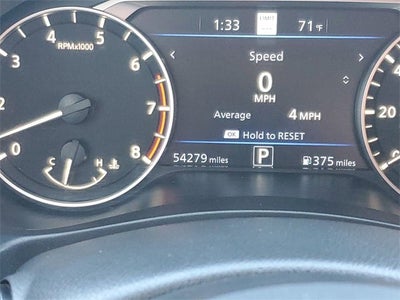 1:33 LIMIT 71°F
Speed
0
MPH
Average 4 MPH
OK Hold to RESET
54279 miles P 375 miles
RPMx1000
0
2
4
5
6
7
8
C H
20